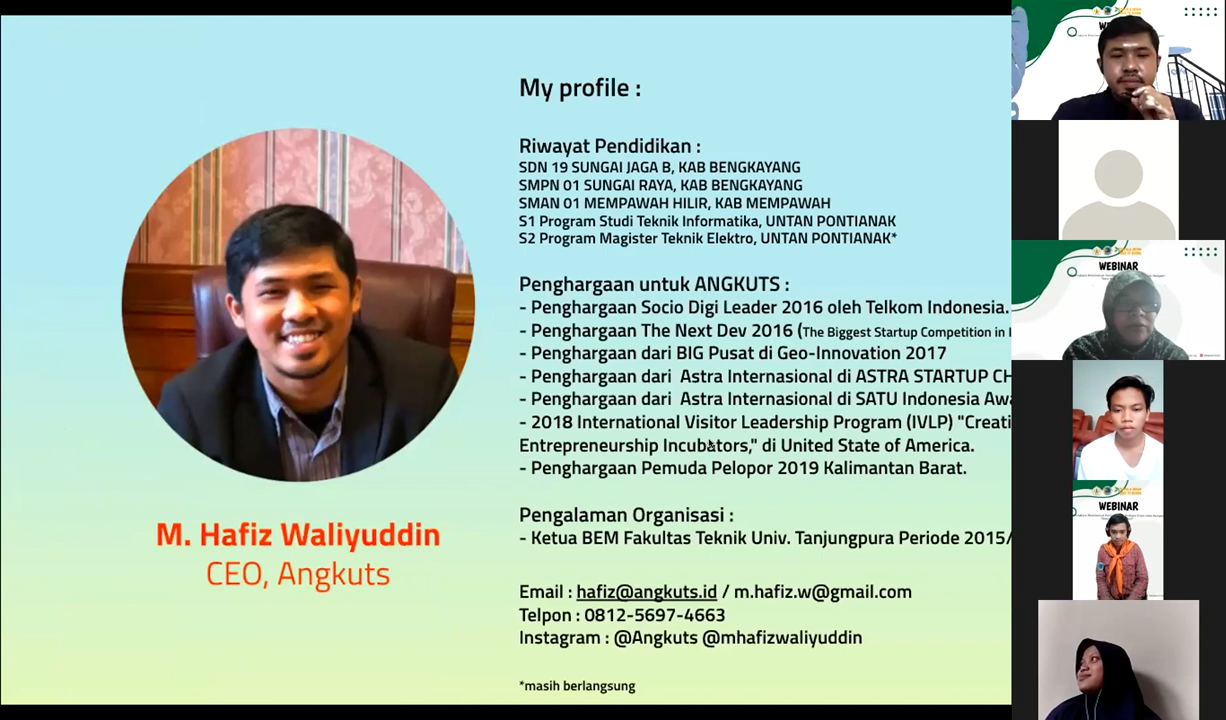 My profile :
Riwayat Pendidikan :
SDN 19 SUNGAI JAGA B, KAB BENGKAYANG
SMPN 01 SUNGAI RAYA, KAB BENGKAYANG
SMAN 01 MEMPAWAH HILIR, KAB MEMPAWAH
S1 Program Studi Teknik Informatika, UNTAN PONTIANAK
S2 Program Magister Teknik Elektro, UNTAN PONTIANAK*
Penghargaan untuk ANGKUTS :
- Penghargaan Socio Digi Leader 2016 oleh Telkom Indonesia.
- Penghargaan The Next Dev 2016 (The Biggest Startup Competition in
- Penghargaan dari BIG Pusat di Geo-Innovation 2017
- Penghargaan dari Astra Internasional di ASTRA STARTUP CH
- Penghargaan dari Astra Internasional di SATU Indonesia Awa
- 2018 International Visitor Leadership Program (IVLP) "Creati
Entrepreneurship Incubators," di United State of America.
- Penghargaan Pemuda Pelopor 2019 Kalimantan Barat.
Pengalaman Organisasi :
- Ketua BEM Fakultas Teknik Univ. Tanjungpura Periode 2015/
Email : hafiz@angkuts.id / m.hafiz.w@gmail.com
Telpon : 0812-5697-4663
Instagram : @Angkuts @mhafizwaliyuddin
*masih berlangsung
M. Hafiz Waliyuddin
CEO, Angkuts
WEBINAR
WEBINAR